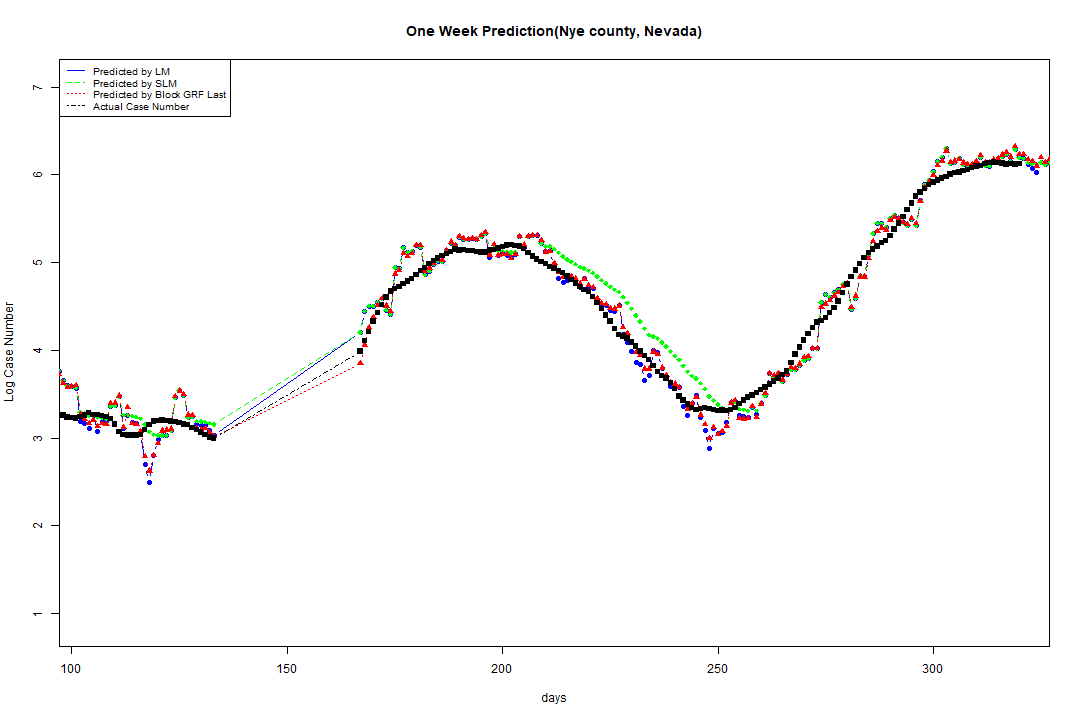 One Week Prediction(Nye county, Nevada)
Predicted by LM
Predicted by SLM
Predicted by Block GRF Last
Actual Case Number
7
6
5
4
3
2
1
Log Case Number
100 150 200 250 300
days